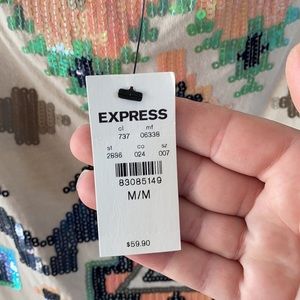 EXPRESS
cl mf
737 06338
st co sz
2886 024 007
83085149
M/M
$59.90